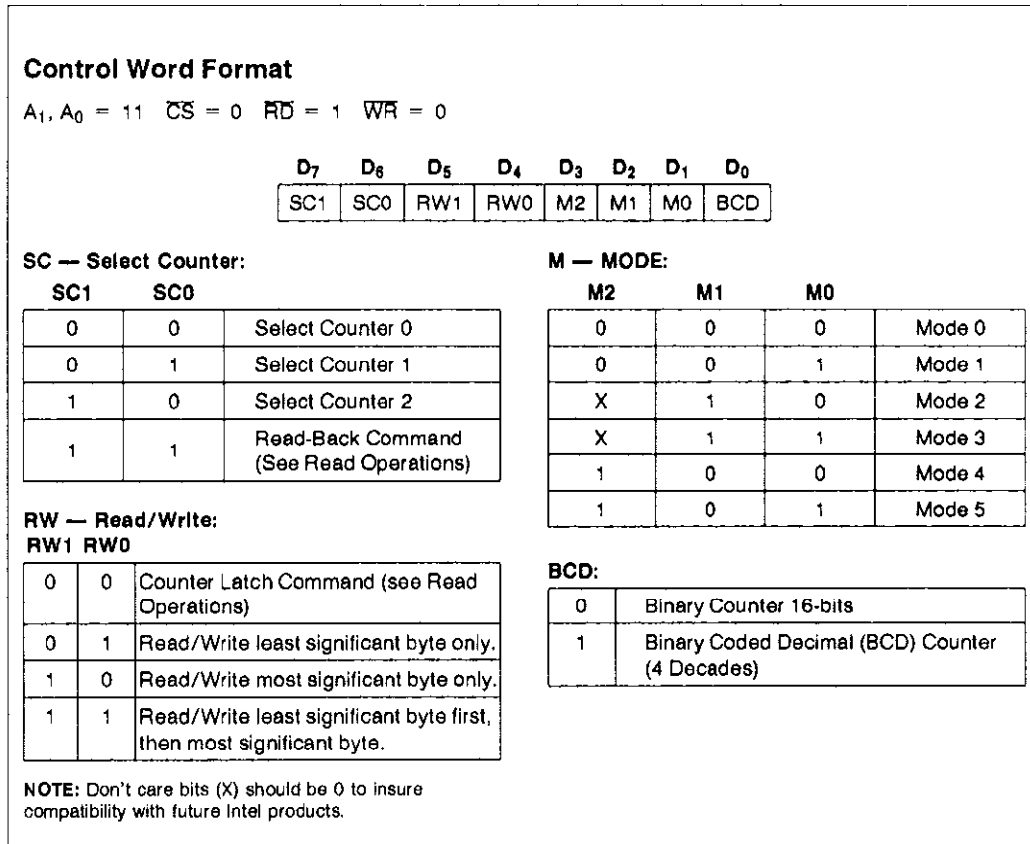 Control Word Format
A1, A0 = 11 C̅S̅ = 0 R̅D̅ = 1 W̅R̅ = 0
D7 D6 D5 D4 D3 D2 D1 D0
SC1 SC0 RW1 RW0 M2 M1 M0 BCD
SC — Select Counter:
SC1 SC0
0 0 Select Counter 0
0 1 Select Counter 1
1 0 Select Counter 2
1 1 Read-Back Command
(See Read Operations)
RW — Read/Write:
RW1 RW0
0 0 Counter Latch Command (see Read
Operations)
0 1 Read/Write least significant byte only.
1 0 Read/Write most significant byte only.
1 1 Read/Write least significant byte first,
then most significant byte.
M — MODE:
M2 M1 M0
0 0 0 Mode 0
0 0 1 Mode 1
X 1 0 Mode 2
X 1 1 Mode 3
1 0 0 Mode 4
1 0 1 Mode 5
BCD:
0 Binary Counter 16-bits
1 Binary Coded Decimal (BCD) Counter
(4 Decades)
NOTE: Don't care bits (X) should be 0 to insure
compatibility with future Intel products.